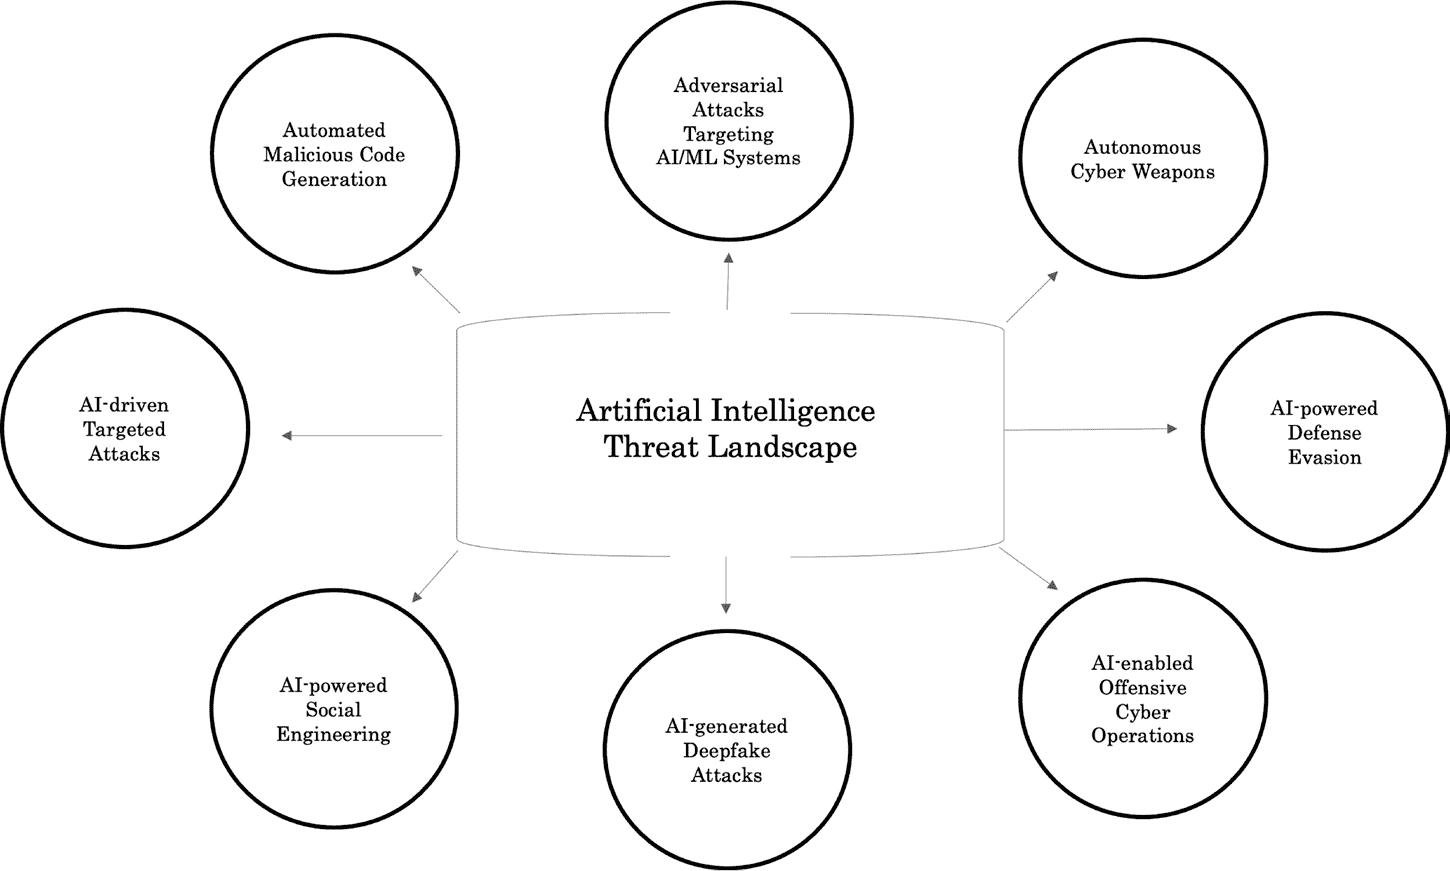 Adversarial
Attacks
Targeting
AI/ML Systems
Automated
Malicious Code
Generation
Autonomous
Cyber Weapons
AI-driven
Targeted
Attacks
Artificial Intelligence
Threat Landscape
AI-powered
Defense
Evasion
AI-powered
Social
Engineering
AI-generated
Deepfake
Attacks
AI-enabled
Offensive
Cyber
Operations